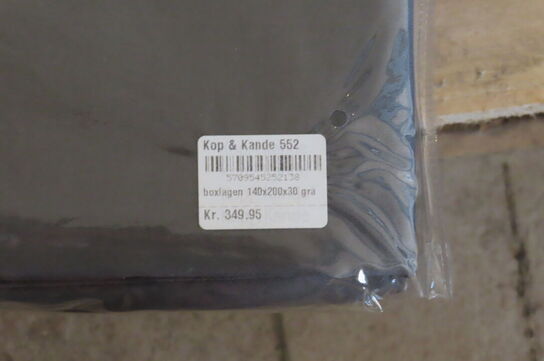 Kop & Kande 552
5709545252138
boxlagen 140x200x30 gra
Kr. 349.95